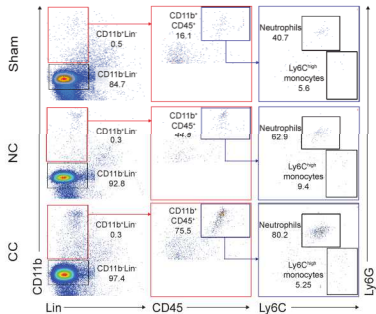 Sham
CD11b⁺Lin⁻
0.5
CD11b⁻Lin⁻
84.7
CD11b⁺
CD45⁺
16.1
Neutrophils
40.7
Ly6Cʰⁱᵍʰ
monocytes
5.6
NC
CD11b⁺Lin⁻
0.3
CD11b⁻Lin⁻
92.8
CD11b⁺
CD45⁺
Neutrophils
62.9
Ly6Cʰⁱᵍʰ
monocytes
9.4
CC
CD11b⁺Lin⁻
0.3
CD11b⁻Lin⁻
97.4
CD11b⁺
CD45⁺
75.5
Neutrophils
80.2
Ly6Cʰⁱᵍʰ
monocytes
5.25
CD11b
Ly6G
Lin
CD45
Ly6C